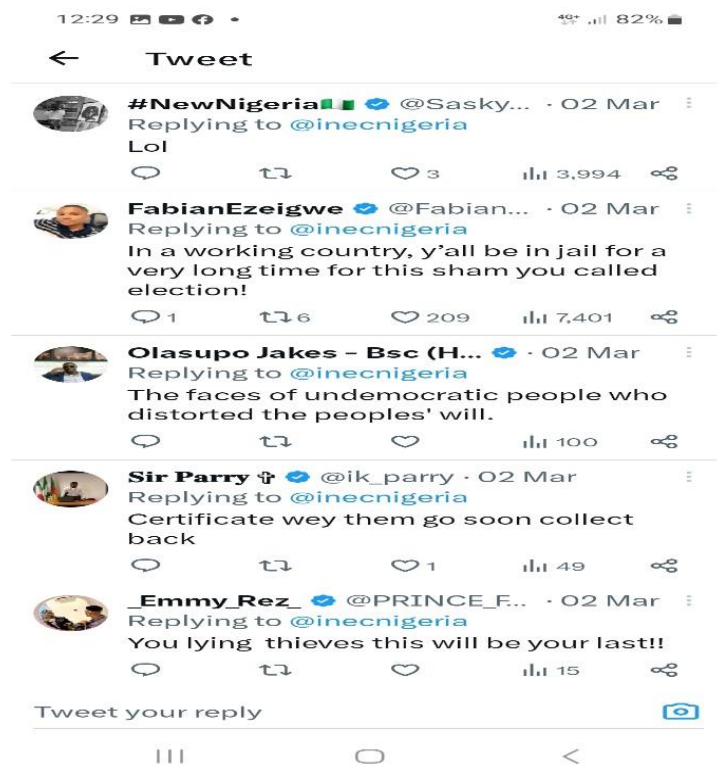 12:29
4G+ 82%
Tweet
#NewNigeria🇳🇬 @Sasky... · 02 Mar
Replying to @inecnigeria
Lol
3 3,994
FabianEzeigwe @Fabian... · 02 Mar
Replying to @inecnigeria
In a working country, y'all be in jail for a
very long time for this sham you called
election!
1 6 209 7,401
Olasupo Jakes – Bsc (H... · 02 Mar
Replying to @inecnigeria
The faces of undemocratic people who
distorted the peoples' will.
100
Sir Parry ✞ @ik_parry · 02 Mar
Replying to @inecnigeria
Certificate wey them go soon collect
back
1 49
_Emmy_Rez_ @PRINCE_F... · 02 Mar
Replying to @inecnigeria
You lying thieves this will be your last!!
15
Tweet your reply